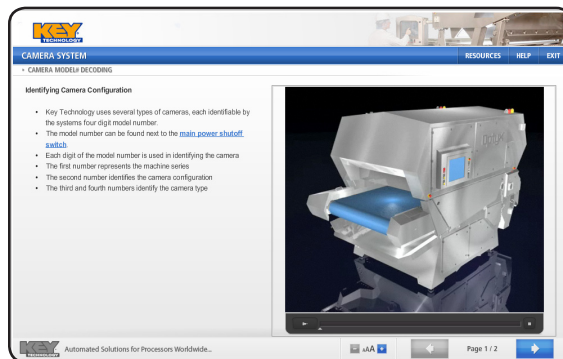 KEY
TECHNOLOGY
CAMERA SYSTEM
RESOURCES HELP EXIT
CAMERA MODEL# DECODING
Identifying Camera Configuration
• Key Technology uses several types of cameras, each identifiable by
the systems four digit model number.
• The model number can be found next to the main power shutoff
switch.
• Each digit of the model number is used in identifying the camera
• The first number represents the machine series
• The second number identifies the camera configuration
• The third and fourth numbers identify the camera type
KEY
TECHNOLOGY
Automated Solutions for Processors Worldwide...
AAA
Page 1 / 2